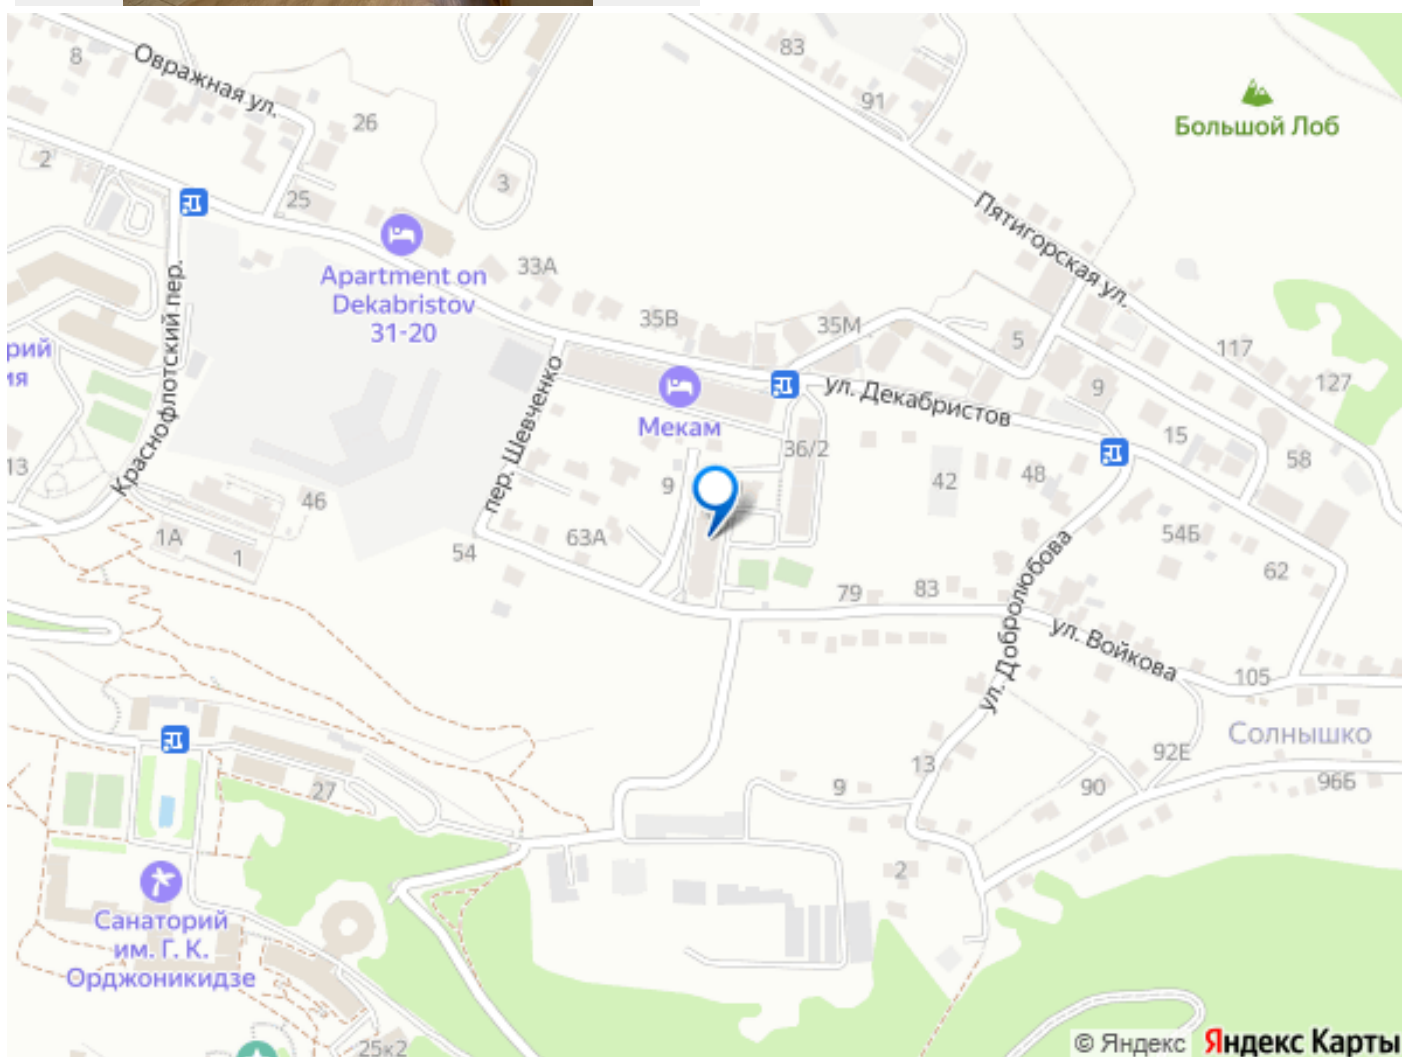 83
8
Овражная ул.
91
26
Большой Лоб
2
3
25
Пятигорская ул.
33А
Apartment on
Dekabristov
31-20
35В
35М
5
117
127
9
Краснофлотский пер.
пер. Шевченко
Мекам
ул. Декабристов
рий
ия
13
36/2
15
58
9
42
48
46
1А
1
54
63А
54Б
62
79
83
ул. Добролюбова
ул. Войкова
105
Солнышко
92Е
13
9
90
96Б
27
2
Санаторий
им. Г. К.
Орджоникидзе
25к2
© Яндекс Яндекс Карты